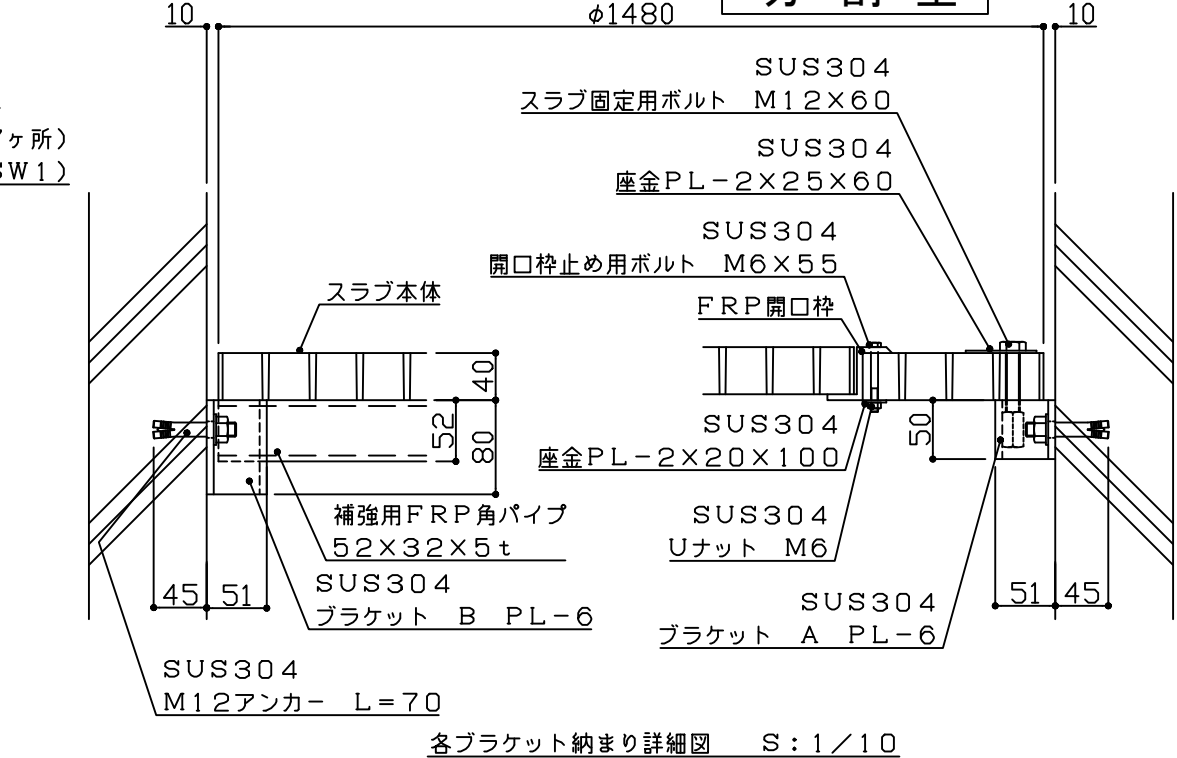 10
φ1480
10
ヶ所）
SW1）
SUS304
スラブ固定用ボルト　M12×60
SUS304
座金PL-2×25×60
SUS304
開口枠止め用ボルト　M6×55
スラブ本体
FRP開口枠
40
52
80
50
SUS304
座金PL-2×20×100
補強用FRP角パイプ
52×32×5t
SUS304
Uナット　M6
45
51
SUS304
ブラケット　B　PL-6
51
45
SUS304
ブラケット　A　PL-6
SUS304
M12アンカー　L=70
各ブラケット納まり詳細図　S：1／10